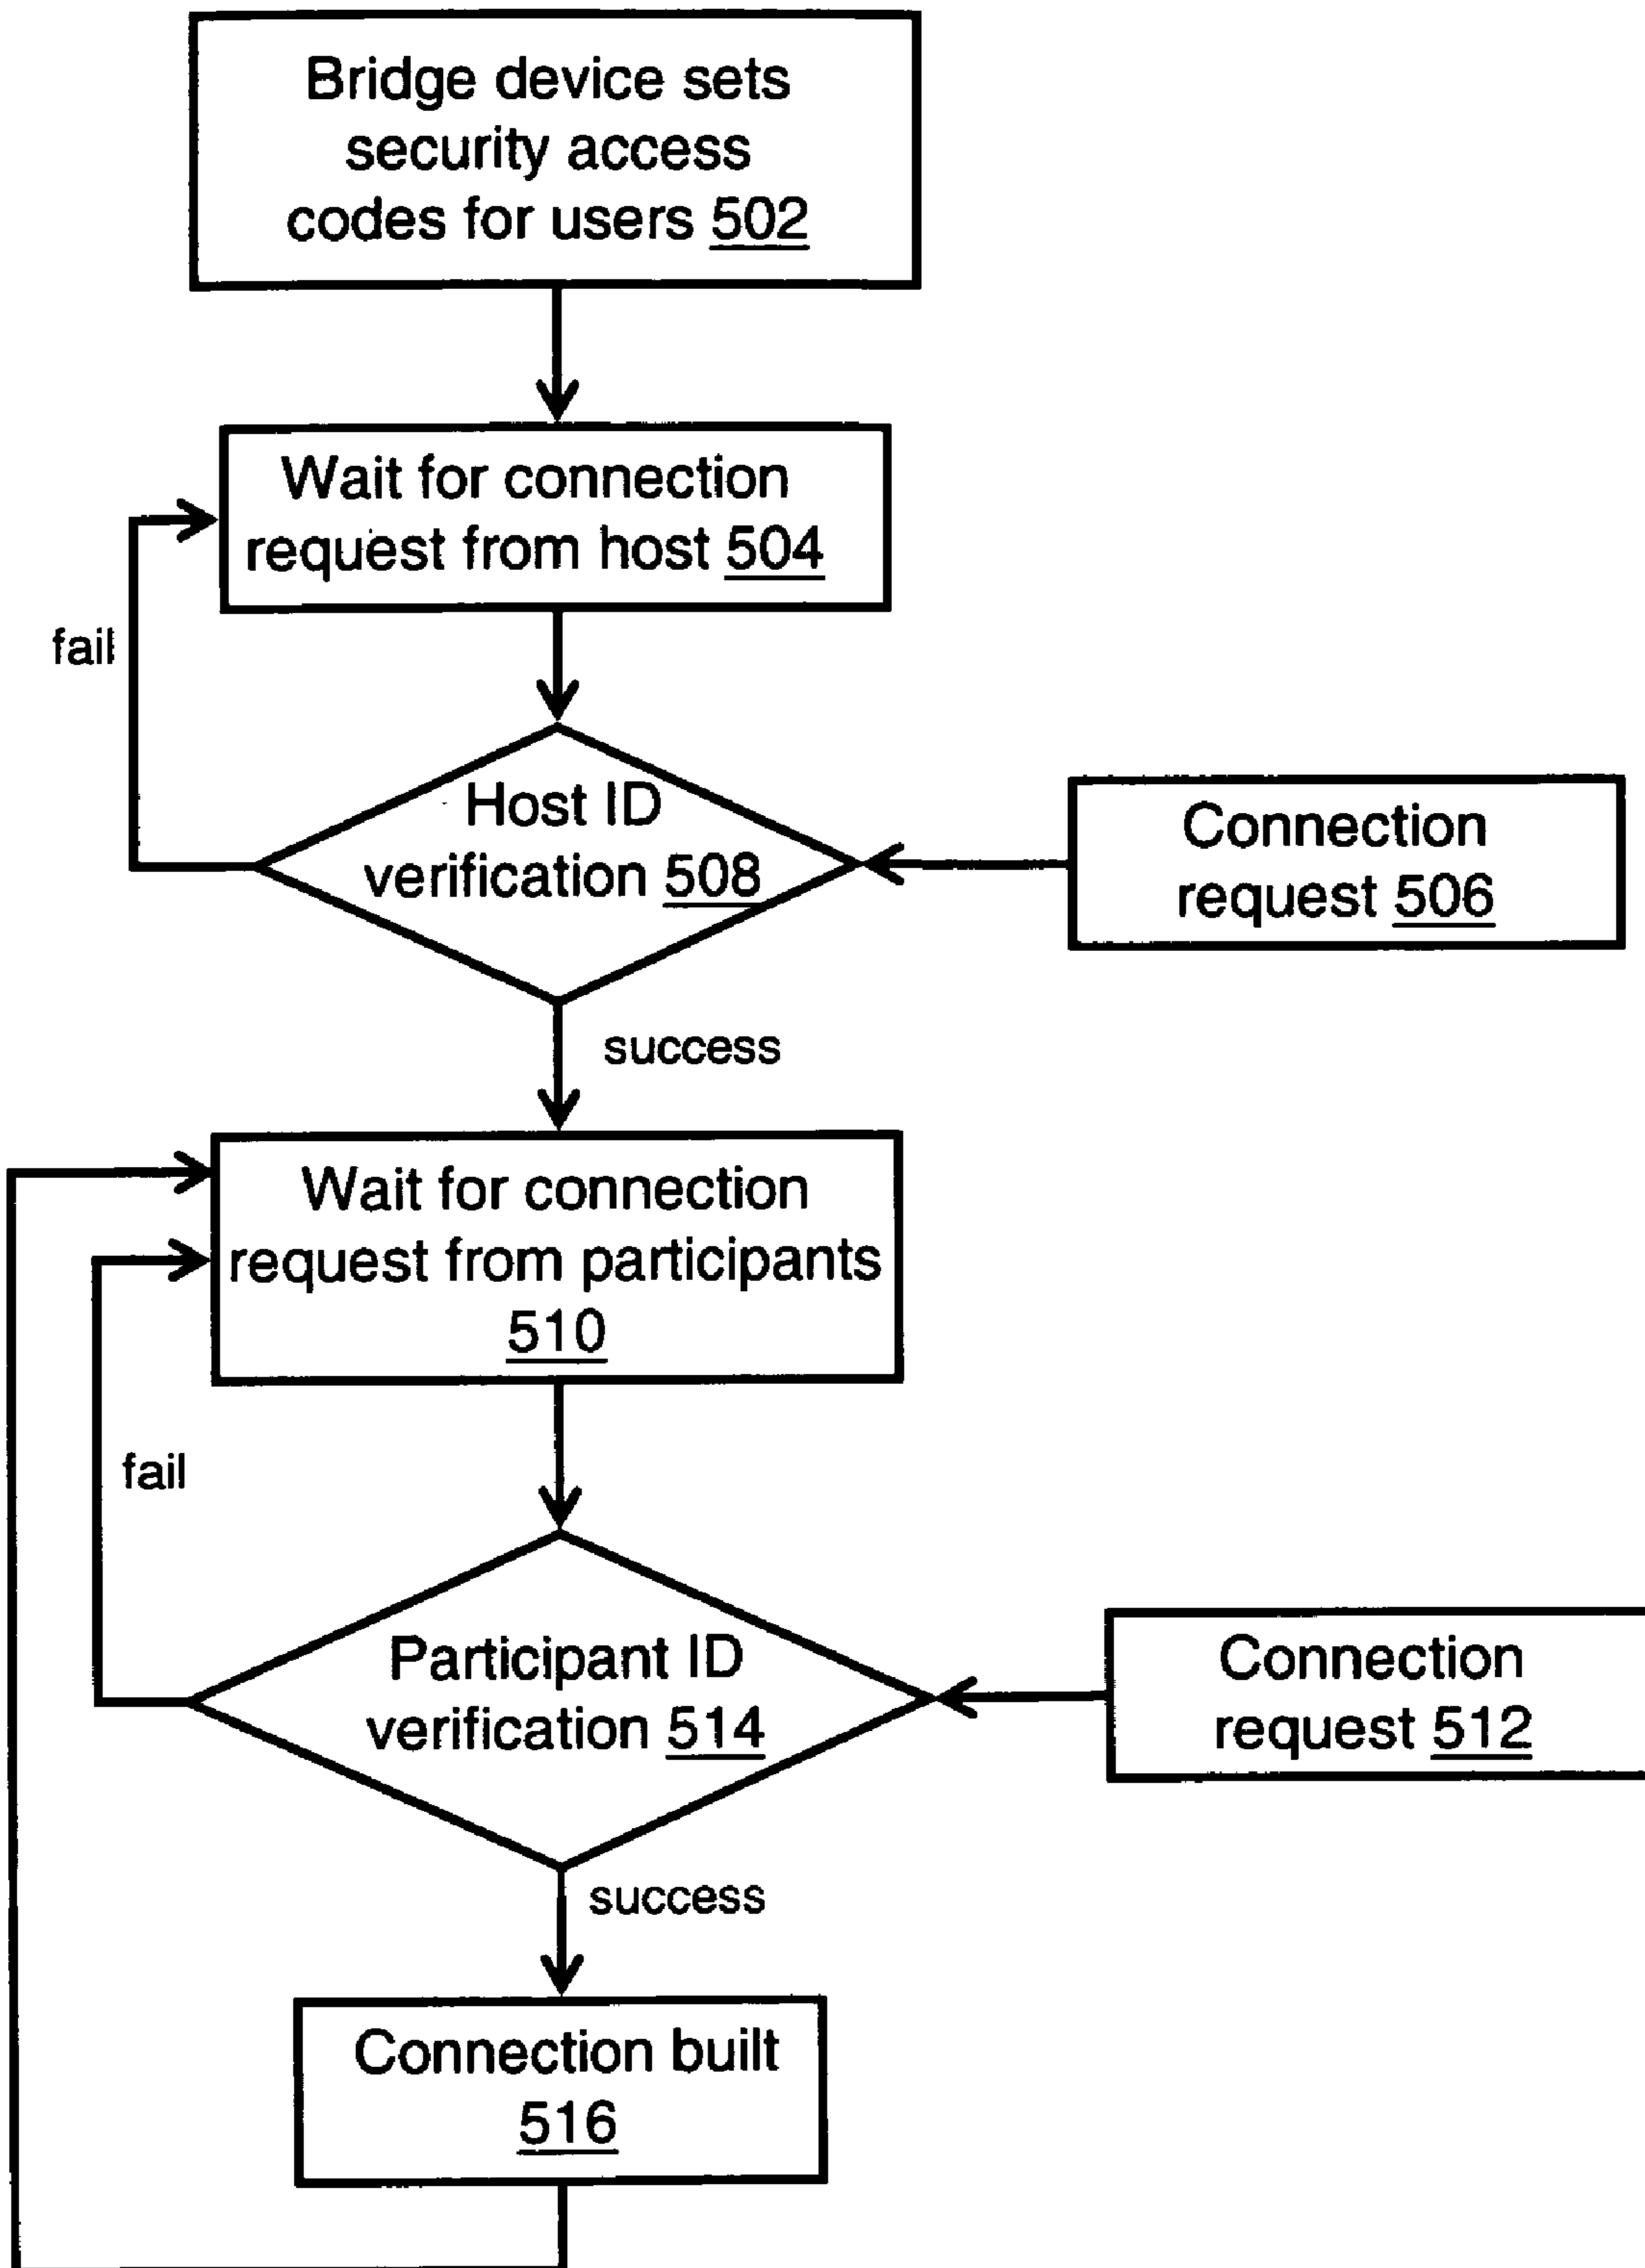 Bridge device sets
security access
codes for users 502
Wait for connection
request from host 504
fail
Host ID
verification 508
Connection
request 506
success
Wait for connection
request from participants
510
fail
Participant ID
verification 514
Connection
request 512
success
Connection built
516